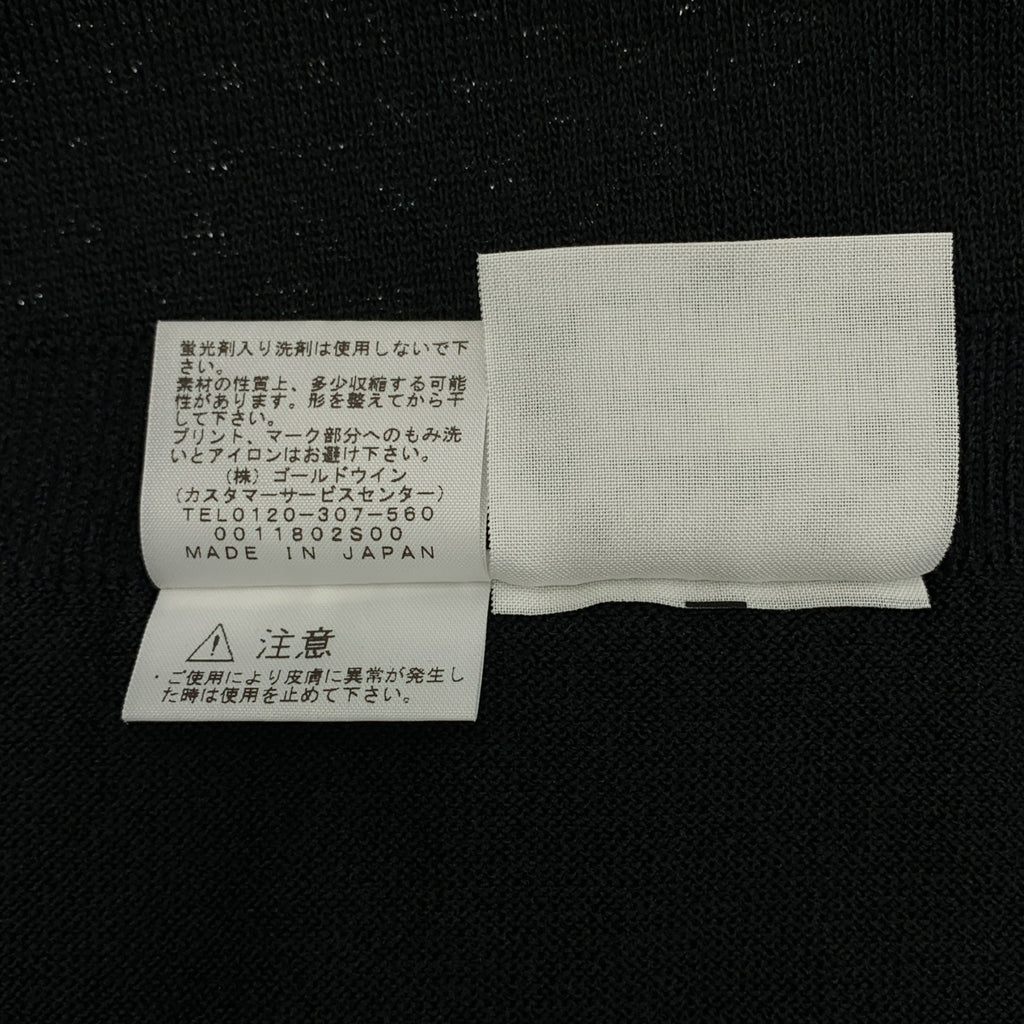 蛍光剤入り洗剤は使用しないで下
さい。
素材の性質上、多少収縮する可能
性があります。形を整えてから干
して下さい。
プリント、マーク部分へのもみ洗
いとアイロンはお避け下さい。
(株)ゴールドウイン
(カスタマーサービスセンター)
TEL0120-307-560
0011802S00
MADE IN JAPAN
注意
・ご使用により皮膚に異常が発生し
た時は使用を止めて下さい。